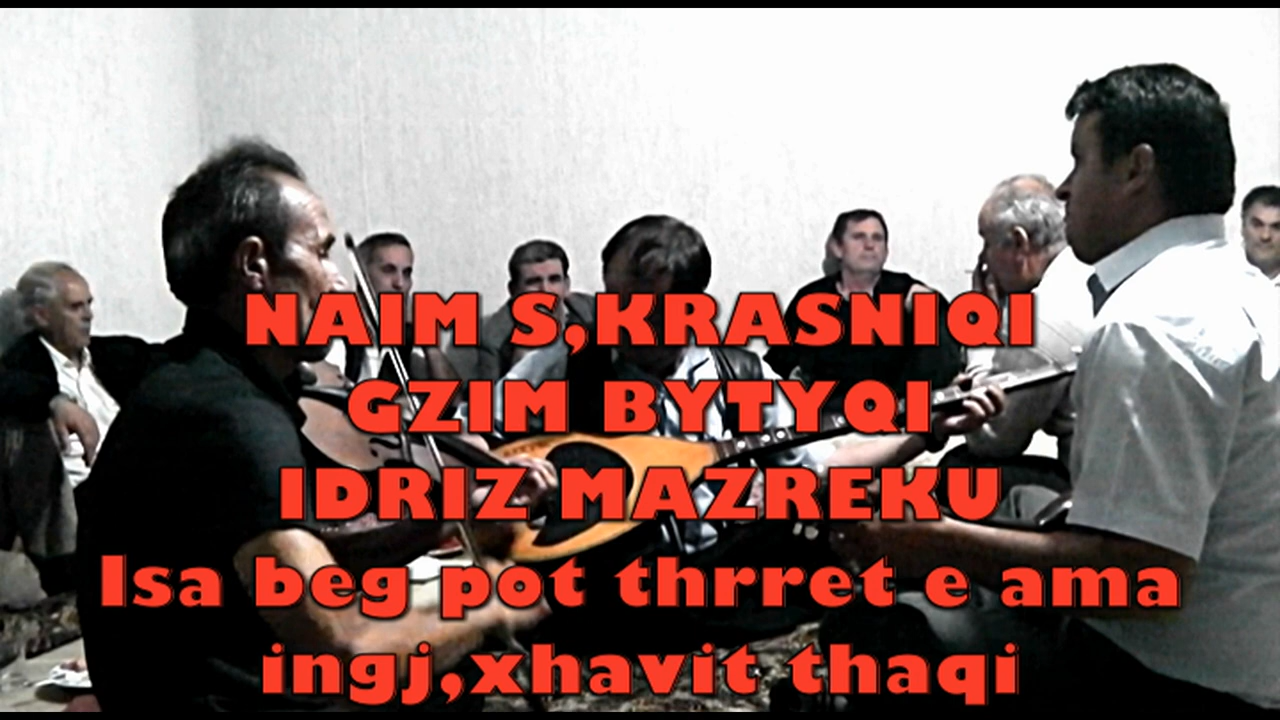 NAIM S,KRASNIQI
GZIM BYTYQI
IDRIZ MAZREKU
Isa beg pot thrret e ama
ingj,xhavit thaqi